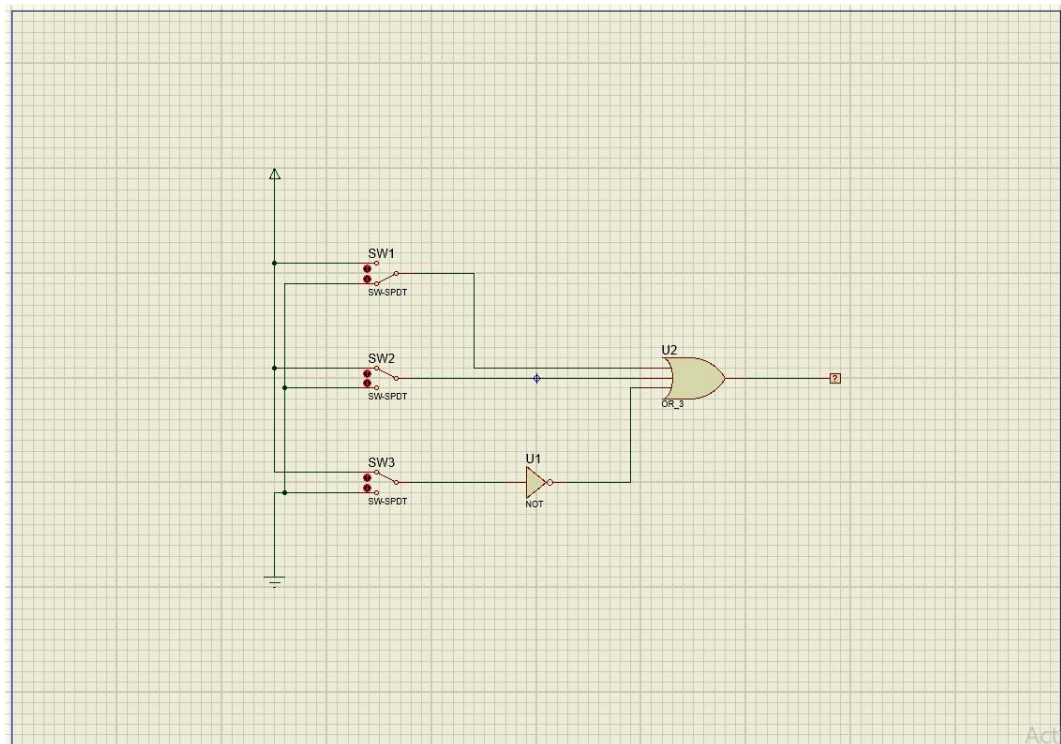 SW1
SW-SPDT
SW2
SW-SPDT
U2
OR_3
?
SW3
SW-SPDT
U1
NOT
Act